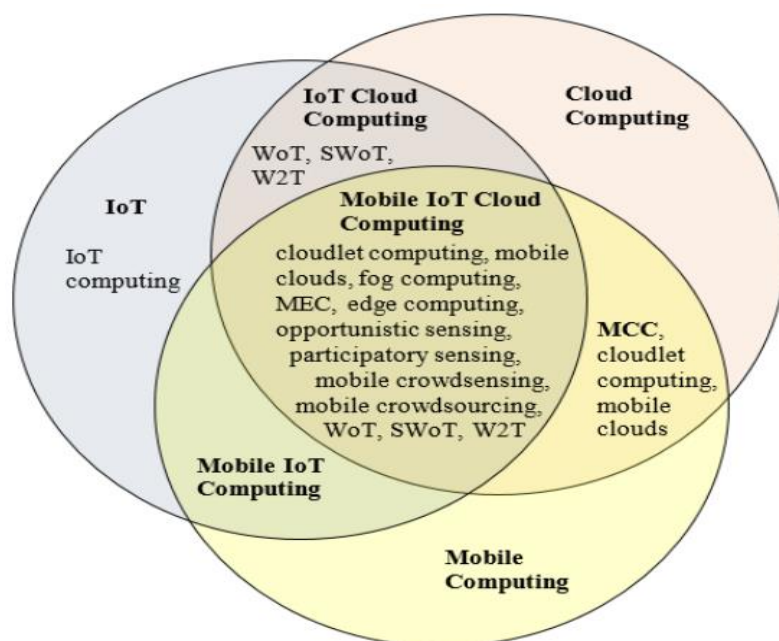 IoT Cloud
Computing
WoT, SWoT,
W2T
Cloud
Computing
IoT
IoT
computing
Mobile IoT Cloud
Computing
cloudlet computing, mobile
clouds, fog computing,
MEC, edge computing,
opportunistic sensing,
participatory sensing,
mobile crowdsensing,
mobile crowdsourcing,
WoT, SWoT, W2T
MCC,
cloudlet
computing,
mobile
clouds
Mobile IoT
Computing
Mobile
Computing